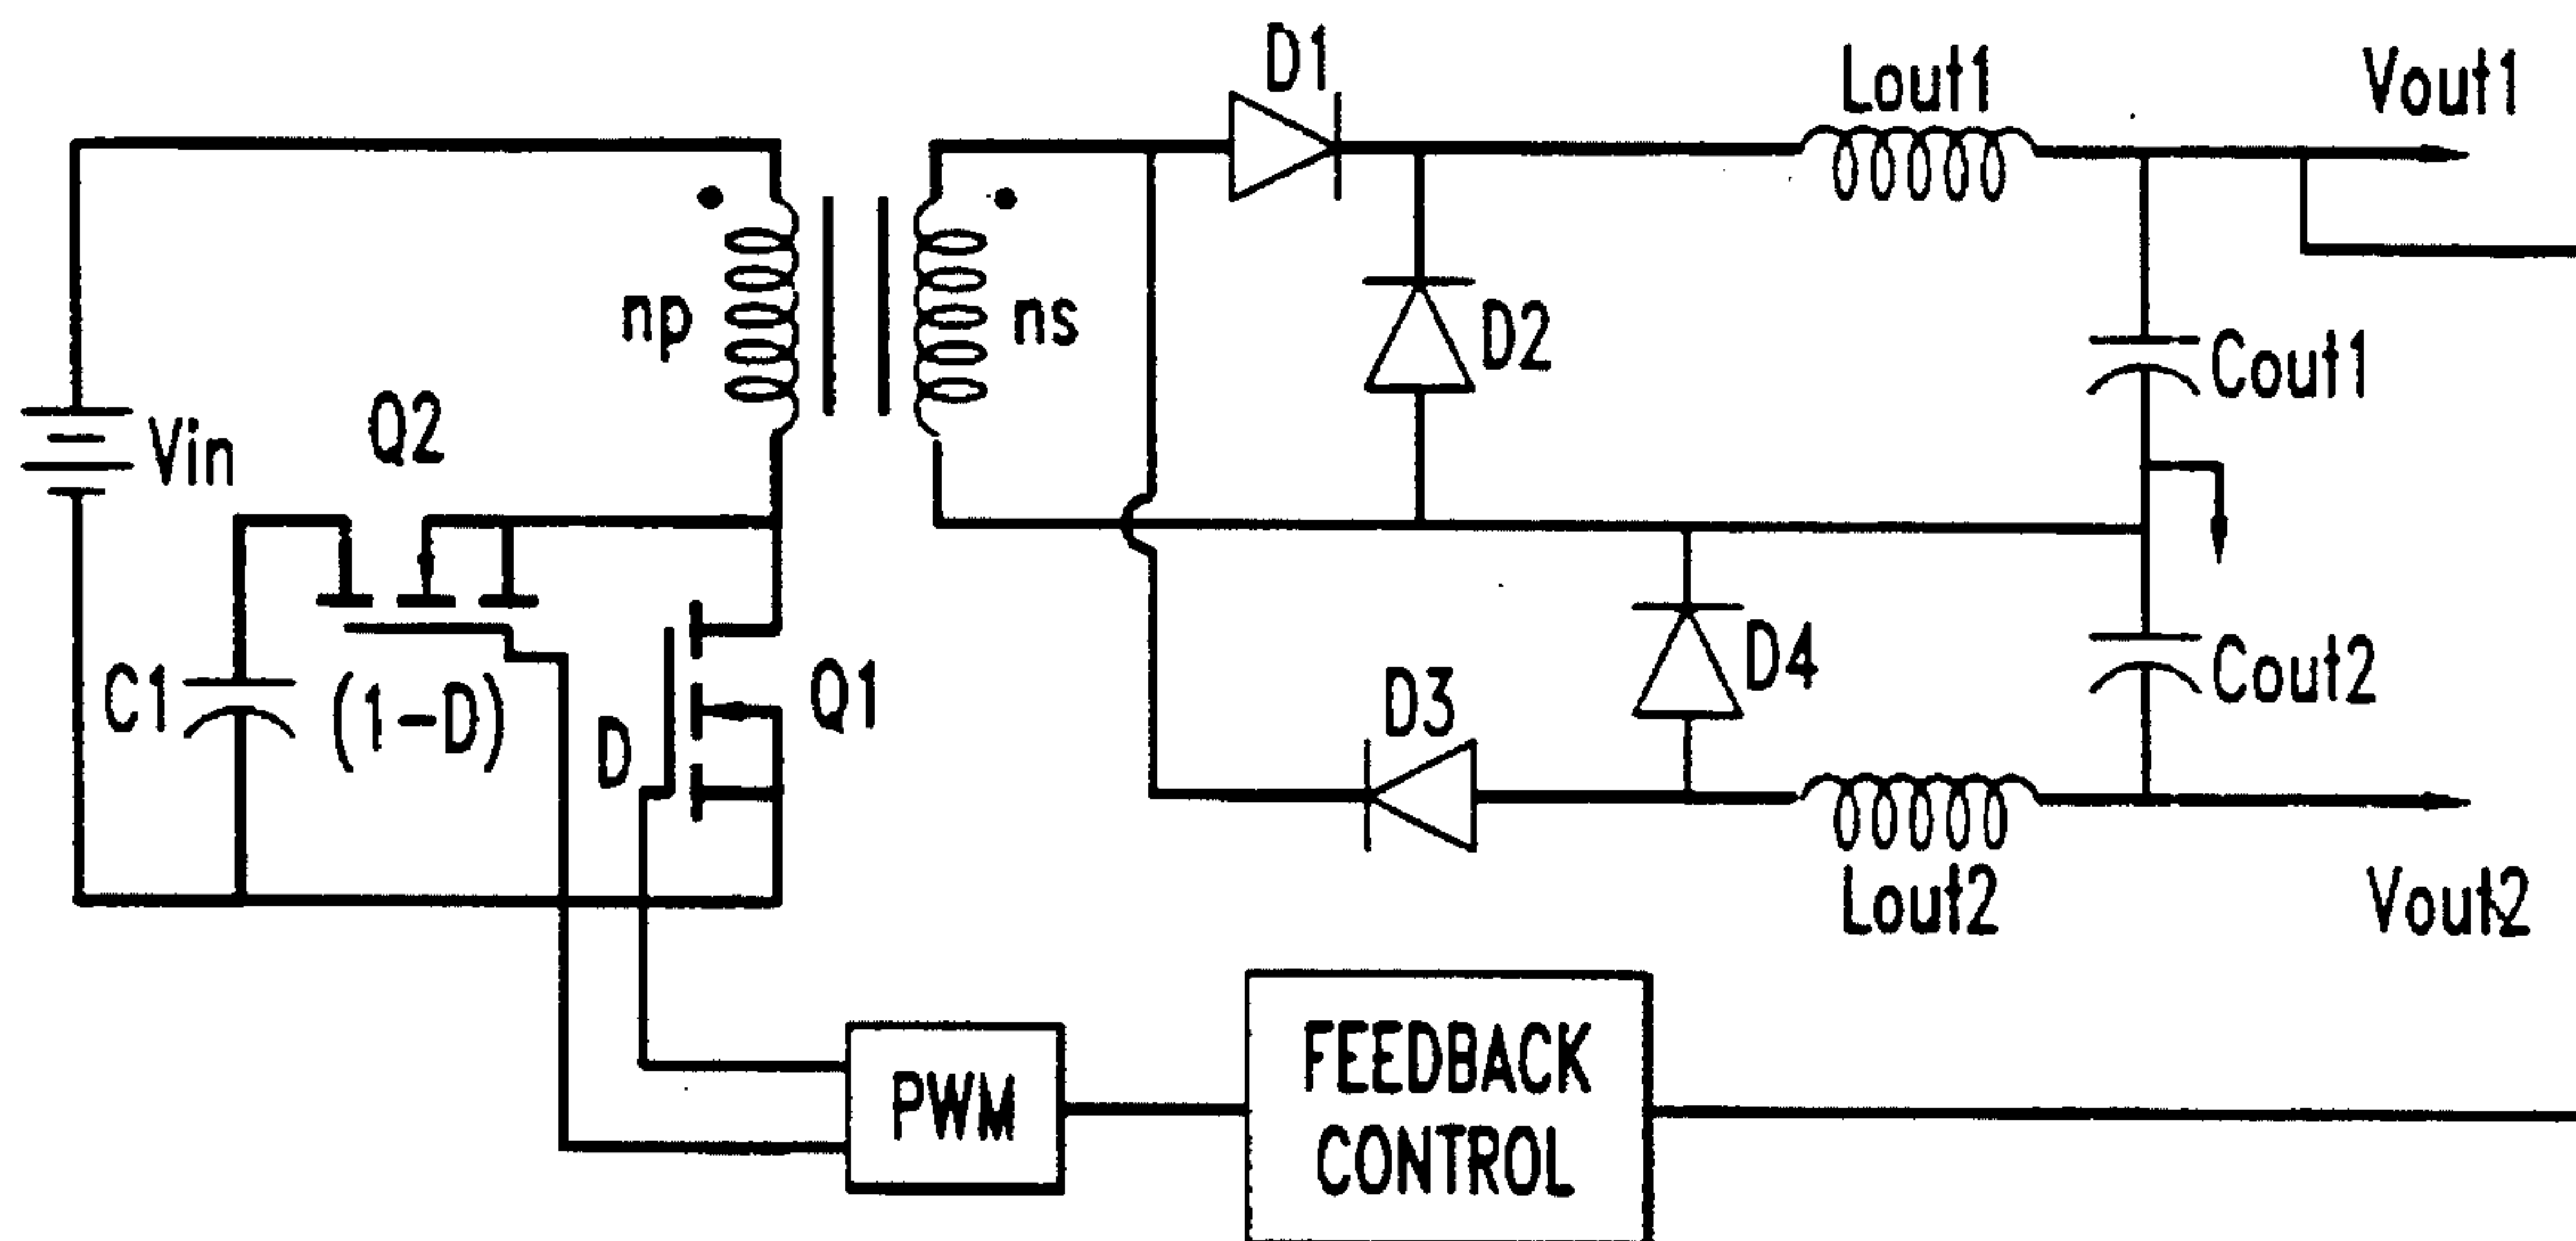 D1
Lout1
Vout1
np
ns
D2
Cout1
Vin
Q2
C1
(1-D)
D
Q1
D3
D4
Cout2
Lout2
Vout2
PWM
FEEDBACK
CONTROL